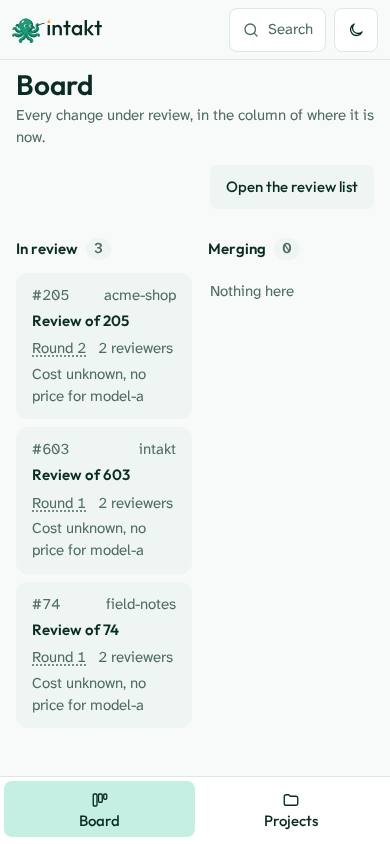 intakt
Search
Board
Every change under review, in the column of where it is
now.
Open the review list
In review 3
Merging 0
Nothing here
#205 acme-shop
Review of 205
Round 2 2 reviewers
Cost unknown, no
price for model-a
#603 intakt
Review of 603
Round 1 2 reviewers
Cost unknown, no
price for model-a
#74 field-notes
Review of 74
Round 1 2 reviewers
Cost unknown, no
price for model-a
Board
Projects